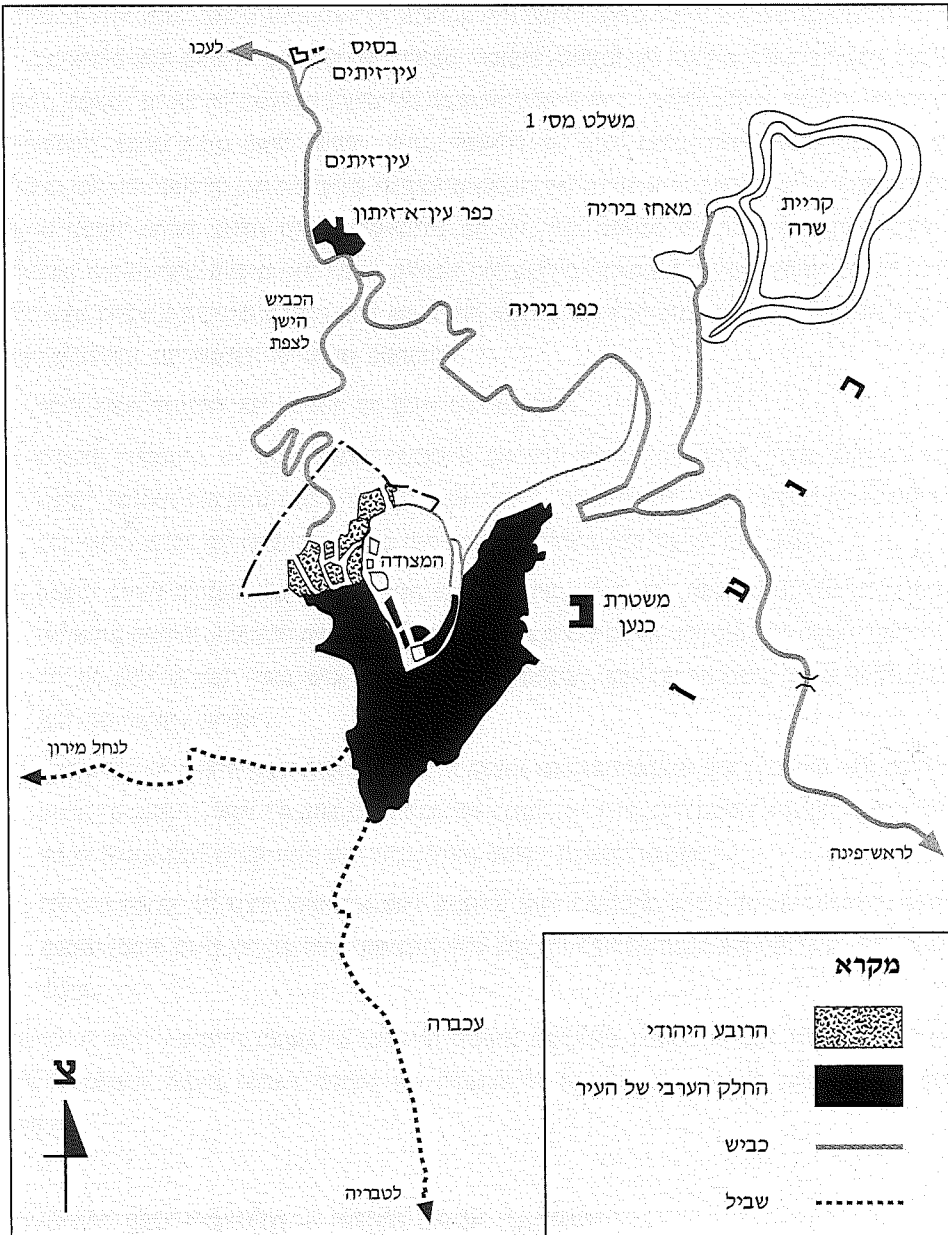 לעכו
בסיס
עין־זיתים
משלט מס׳ 1
עין־זיתים
כפר עין־א־זיתון
מאחז ביריה
קריית
שרה
הכביש
הישן
לצפת
כפר ביריה
המצודה
משטרת
כנען
כ
נ
ע
ן
לנחל מירון
לראש־פינה
עכברה
לטבריה
מקרא
הרובע היהודי
החלק הערבי של העיר
כביש
שביל